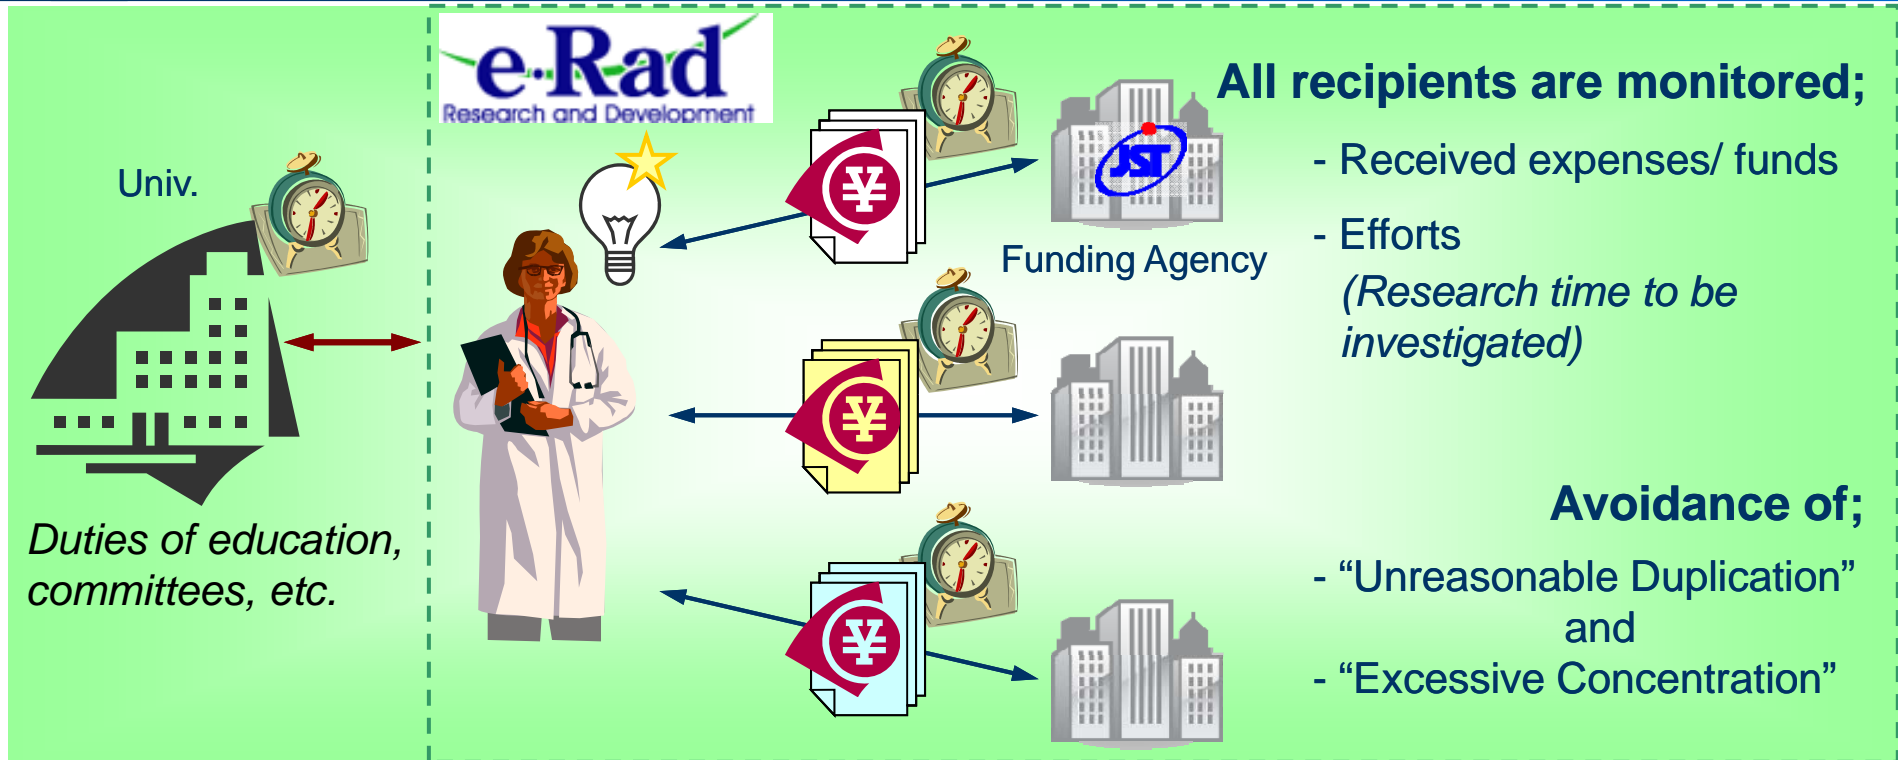 e-Rad
Research and Development
Univ.
Duties of education,
committees, etc.
¥
JST
Funding Agency
¥
¥
All recipients are monitored;
- Received expenses/ funds
- Efforts
(Research time to be
investigated)
Avoidance of;
- “Unreasonable Duplication”
and
- “Excessive Concentration”